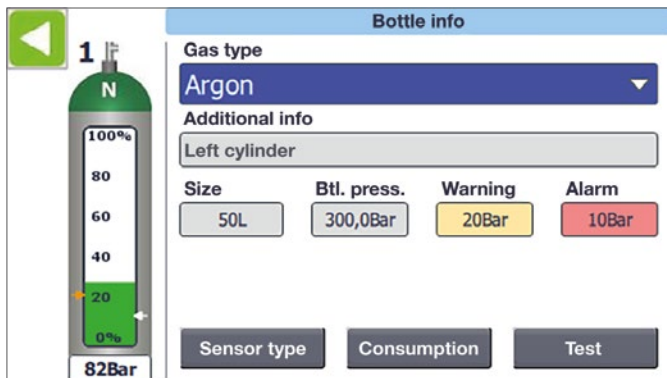 Bottle info
1
N
100%
80
60
40
20
0%
82Bar
Gas type
Argon
Additional info
Left cylinder
Size Btl. press. Warning Alarm
50L 300,0Bar 20Bar 10Bar
Sensor type Consumption Test